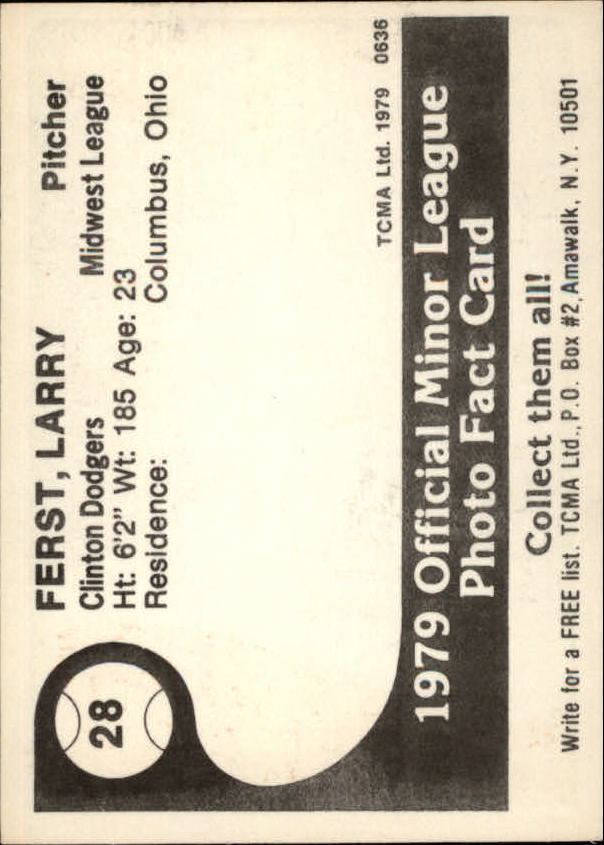 28
FERST, LARRY Pitcher
Clinton Dodgers Midwest League
Ht: 6'2" Wt: 185 Age: 23
Residence: Columbus, Ohio
TCMA Ltd. 1979 0636
1979 Official Minor League
Photo Fact Card
Collect them all!
Write for a FREE list. TCMA Ltd., P.O. Box #2, Amawalk, N.Y. 10501